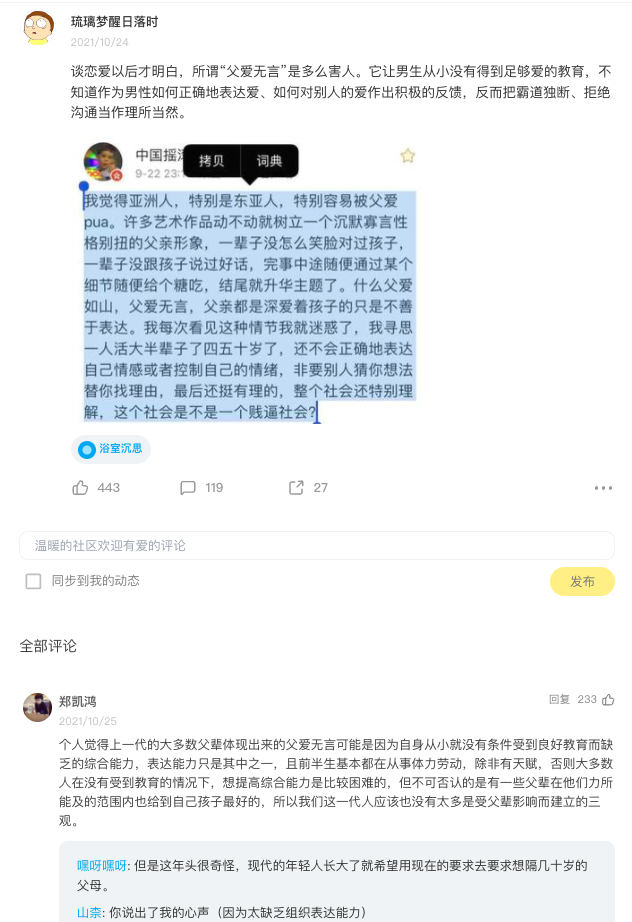 琉璃梦醒日落时
2021/10/24
谈恋爱以后才明白，所谓“父爱无言”是多么害人。它让男生从小没有得到足够爱的教育，不
知道作为男性如何正确地表达爱、如何对别人的爱作出积极的反馈，反而把霸道独断、拒绝
沟通当作理所当然。
中国摇
拷贝 词典
9-22 23:
我觉得亚洲人，特别是东亚人，特别容易被父爱
pua。许多艺术作品动不动就树立一个沉默寡言性
格别扭的父亲形象，一辈子没怎么笑脸对过孩子，
一辈子没跟孩子说过好话，完事中途随便通过某个
细节随便给个糖吃，结尾就升华主题了。什么父爱
如山，父爱无言，父亲都是深爱着孩子的只是不善
于表达。我每次看见这种情节我就迷惑了，我寻思
一人活大半辈子了四五十岁了，还不会正确地表达
自己情感或者控制自己的情绪，非要别人猜你想法
替你找理由，最后还挺有理的，整个社会还特别理
解，这个社会是不是一个贱逼社会?
浴室沉思
443 119 27
温暖的社区欢迎有爱的评论
同步到我的动态
发布
全部评论
郑凯鸿
回复 233
2021/10/25
个人觉得上一代的大多数父辈体现出来的父爱无言可能是因为自身从小就没有条件受到良好教育而缺
乏的综合能力，表达能力只是其中之一，且前半生基本都在从事体力劳动，除非有天赋，否则大多数
人在没有受到教育的情况下，想提高综合能力是比较困难的，但不可否认的是有一些父辈在他们力所
能及的范围内也给到自己孩子最好的，所以我们这一代人应该也没有太多是受父辈影响而建立的三
观。
嘿呀嘿呀: 但是这年头很奇怪，现代的年轻人长大了就希望用现在的要求去要求想隔几十岁的
父母。
山柰: 你说出了我的心声（因为太缺乏组织表达能力）